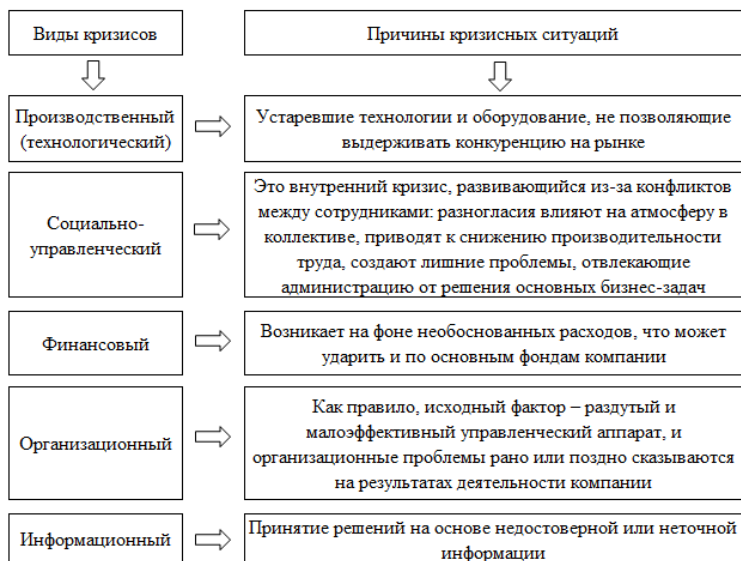 Виды кризисов
Причины кризисных ситуаций
Производственный
(технологический)
Устаревшие технологии и оборудование, не позволяющие
выдерживать конкуренцию на рынке
Социально-
управленческий
Это внутренний кризис, развивающийся из-за конфликтов
между сотрудниками: разногласия влияют на атмосферу в
коллективе, приводят к снижению производительности
труда, создают лишние проблемы, отвлекающие
администрацию от решения основных бизнес-задач
Финансовый
Возникает на фоне необоснованных расходов, что может
ударить и по основным фондам компании
Организационный
Как правило, исходный фактор – раздутый и
малоэффективный управленческий аппарат, и
организационные проблемы рано или поздно сказываются
на результатах деятельности компании
Информационный
Принятие решений на основе недостоверной или неточной
информации